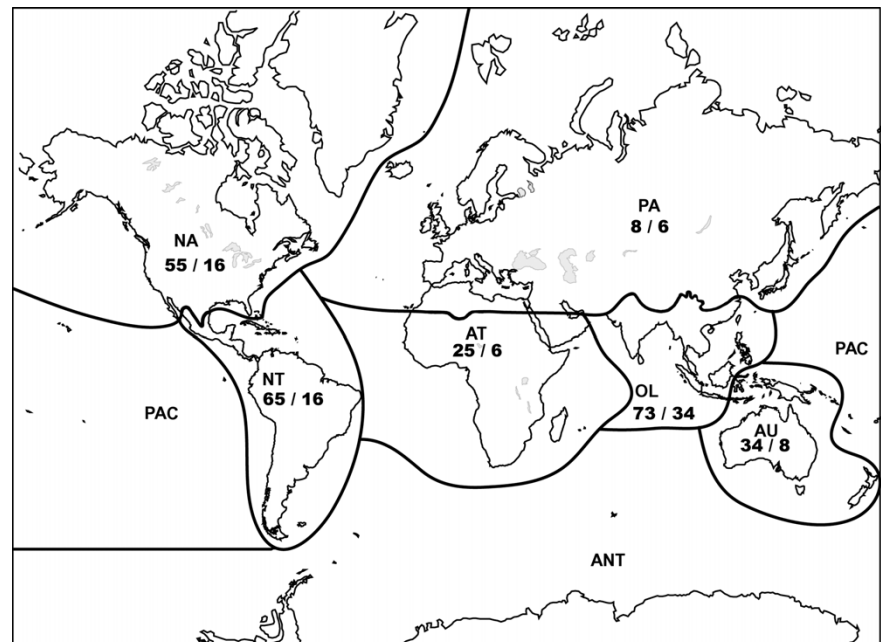 PA
8 / 6
NA
55 / 16
AT
25 / 6
PAC
NT
65 / 16
OL
73 / 34
PAC
AU
34 / 8
ANT